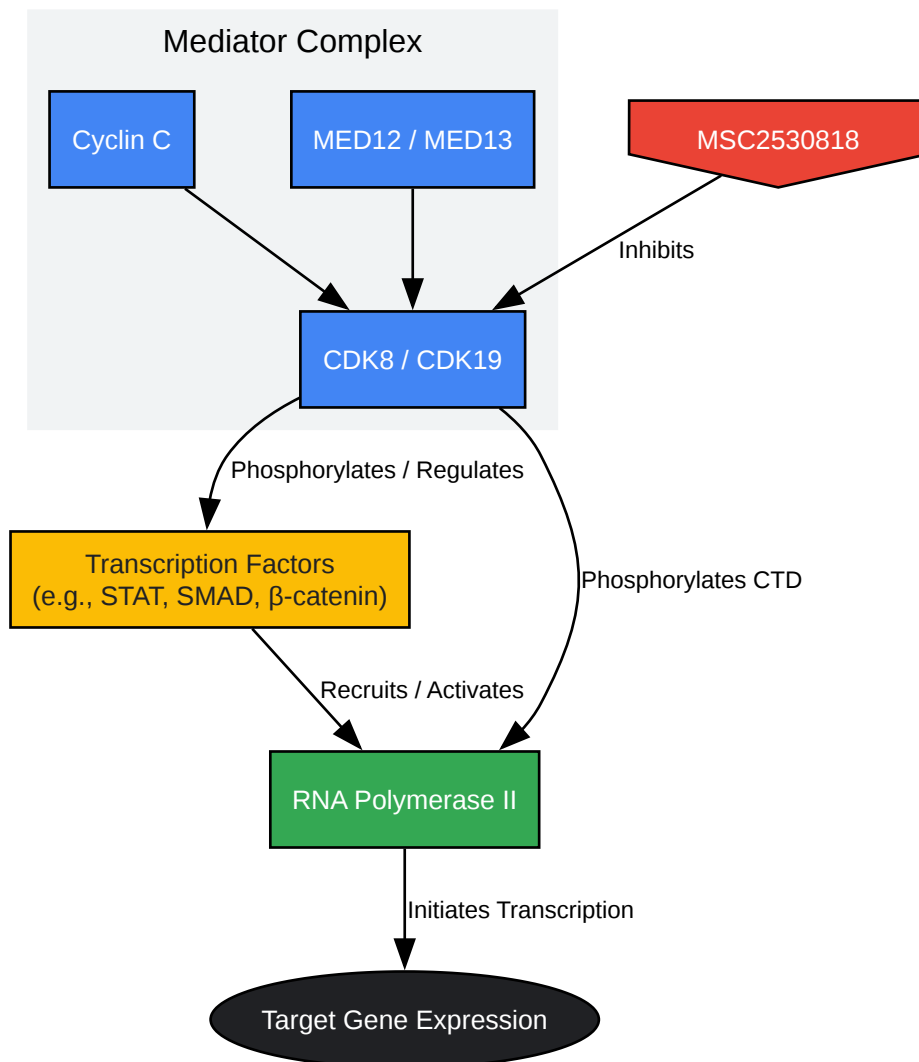 Mediator Complex
Cyclin C
MED12 / MED13
MSC2530818
Inhibits
CDK8 / CDK19
Phosphorylates / Regulates
Transcription Factors
(e.g., STAT, SMAD, β-catenin)
Phosphorylates CTD
Recruits / Activates
RNA Polymerase II
Initiates Transcription
Target Gene Expression